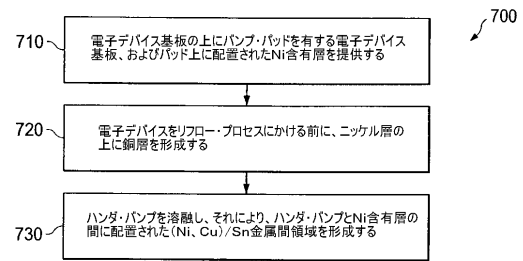 700
710
電子デバイス基板の上にバンプ・パッドを有する電子デバイス
基板、およびパッド上に配置されたNi含有層を提供する
720
電子デバイスをリフロー・プロセスにかける前に、ニッケル層の
上に銅層を形成する
730
ハンダ・バンプを溶融し、それにより、ハンダ・バンプとNi含有層の
間に配置された(Ni、Cu)/Sn金属間領域を形成する